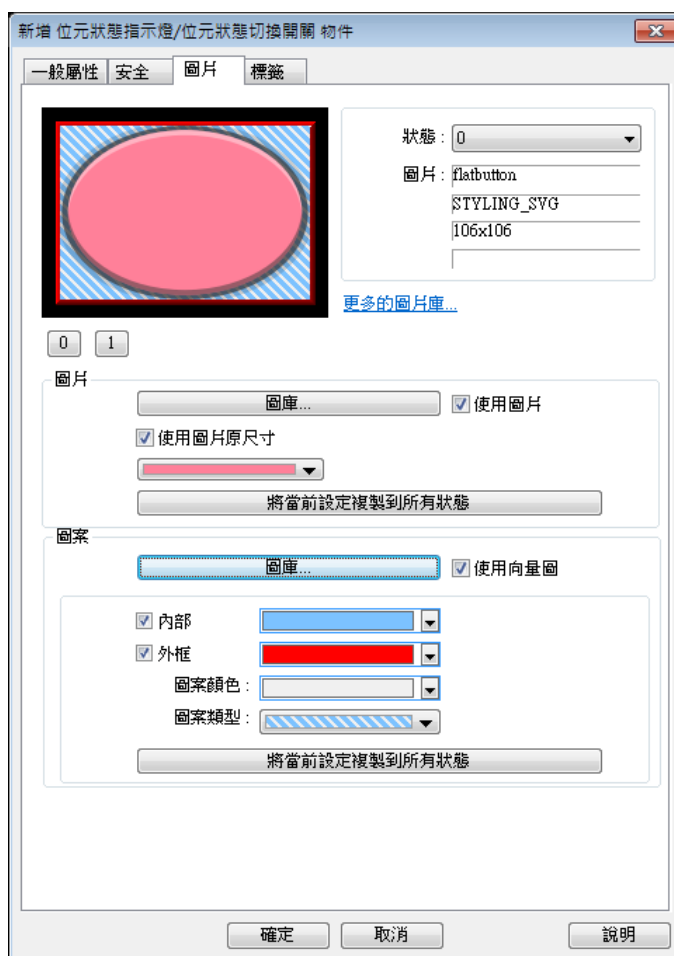 新增 位元狀態指示燈/位元狀態切換開關 物件
一般屬性 安全 圖片 標籤
狀態 : 0
圖片 : flatbutton
STYLING_SVG
106x106
更多的圖片庫...
0 1
圖片
圖庫... 使用圖片
使用圖片原尺寸
將當前設定複製到所有狀態
圖案
圖庫... 使用向量圖
內部
外框
圖案顏色 :
圖案類型 :
將當前設定複製到所有狀態
確定 取消 說明